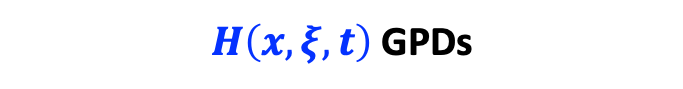 H(x, ξ, t) GPDs